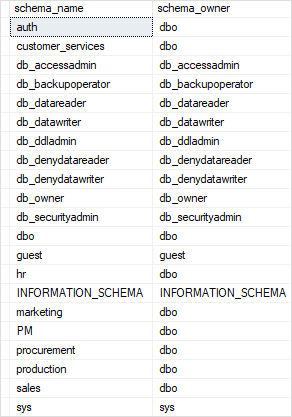 schema_name schema_owner
auth dbo
customer_services dbo
db_accessadmin db_accessadmin
db_backupoperator db_backupoperator
db_datareader db_datareader
db_datawriter db_datawriter
db_ddladmin db_ddladmin
db_denydatareader db_denydatareader
db_denydatawriter db_denydatawriter
db_owner db_owner
db_securityadmin db_securityadmin
dbo dbo
guest guest
hr dbo
INFORMATION_SCHEMA INFORMATION_SCHEMA
marketing dbo
PM dbo
procurement dbo
production dbo
sales dbo
sys sys